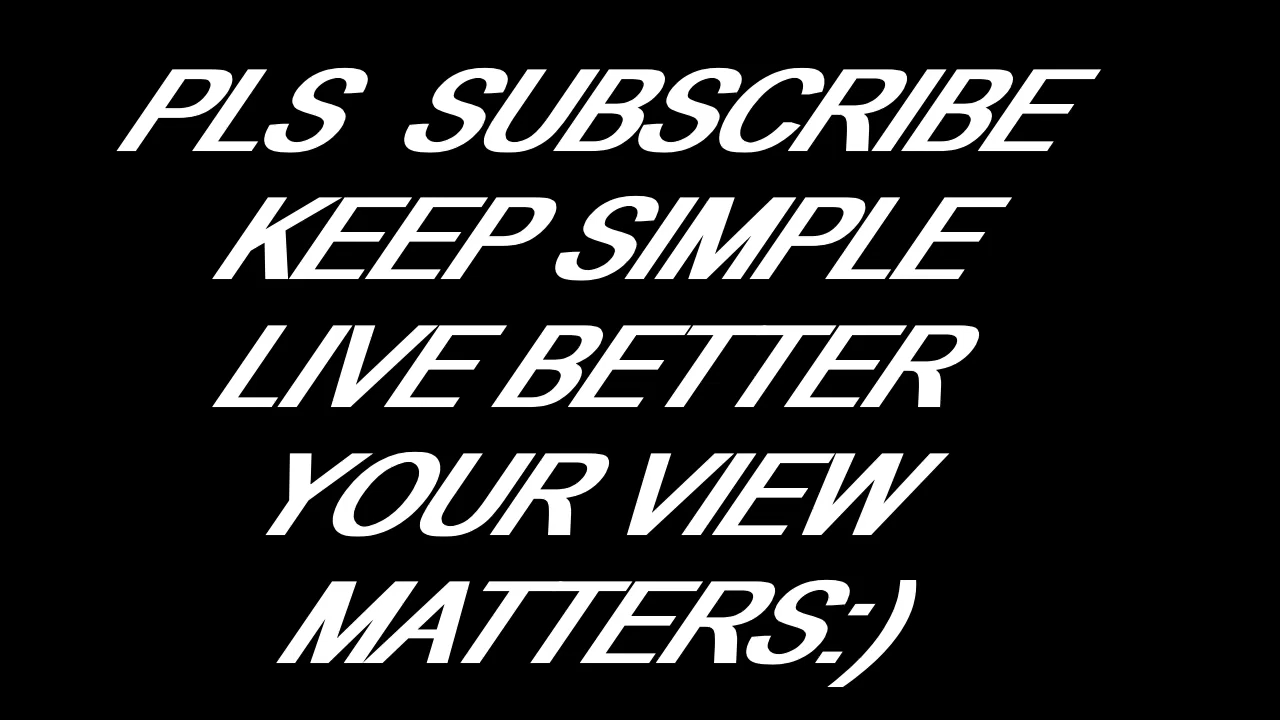 PLS SUBSCRIBE
KEEP SIMPLE
LIVE BETTER
YOUR VIEW
MATTERS:)